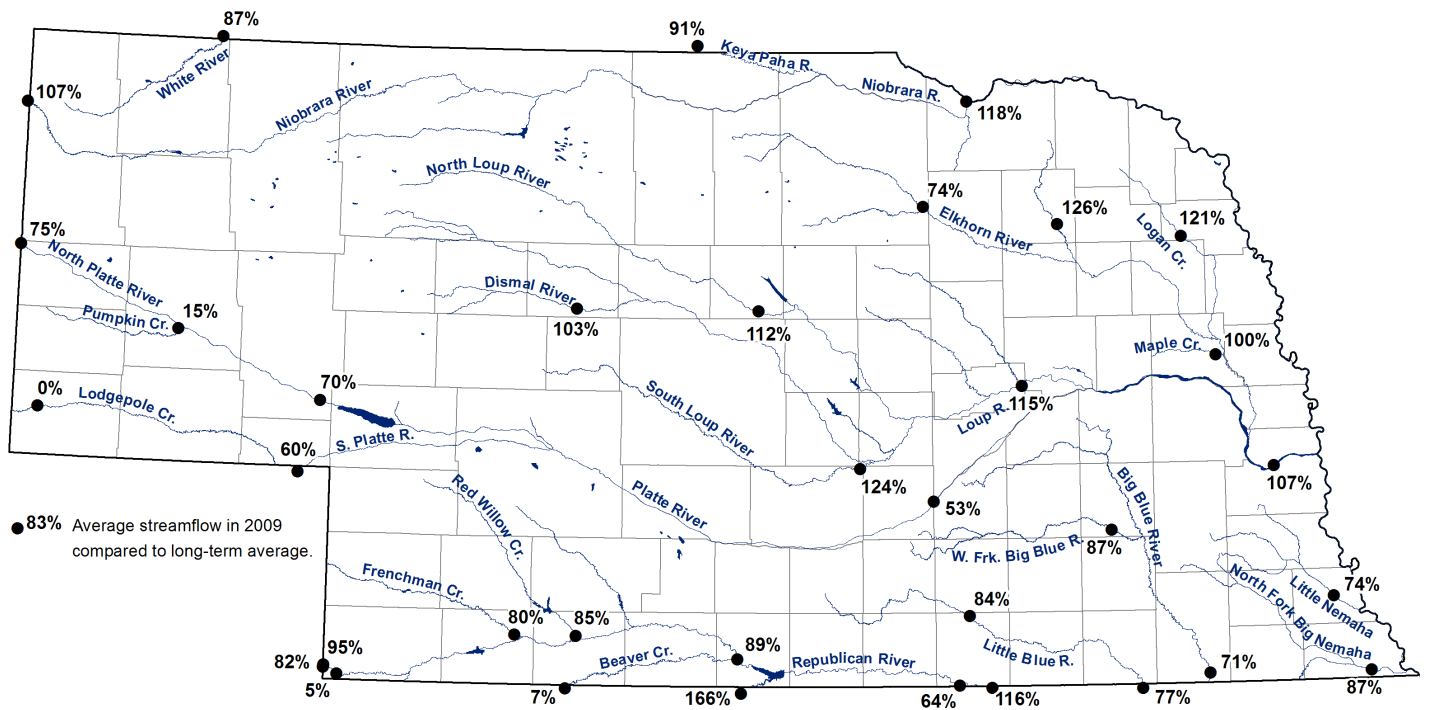 87%
91%
Keya Paha R.
White River
107%
Niobrara River
Niobrara R.
118%
North Loup River
74%
126%
121%
Elkhorn River
Logan Cr.
75%
North Platte River
Dismal River
15%
Pumpkin Cr.
103%
112%
100%
Maple Cr.
0%
Lodgepole Cr.
70%
South Loup River
Loup R.
115%
S. Platte R.
60%
124%
107%
Red Willow Cr.
Platte River
53%
Big Blue River
83% Average streamflow in 2009
compared to long-term average.
W. Frk. Big Blue R.
87%
Frenchman Cr.
North Fork Big Nemaha
Little Nemaha
74%
80%
85%
84%
95%
82%
Beaver Cr.
89%
Republican River
Little Blue R.
71%
5%
7%
166%
64%
116%
77%
87%